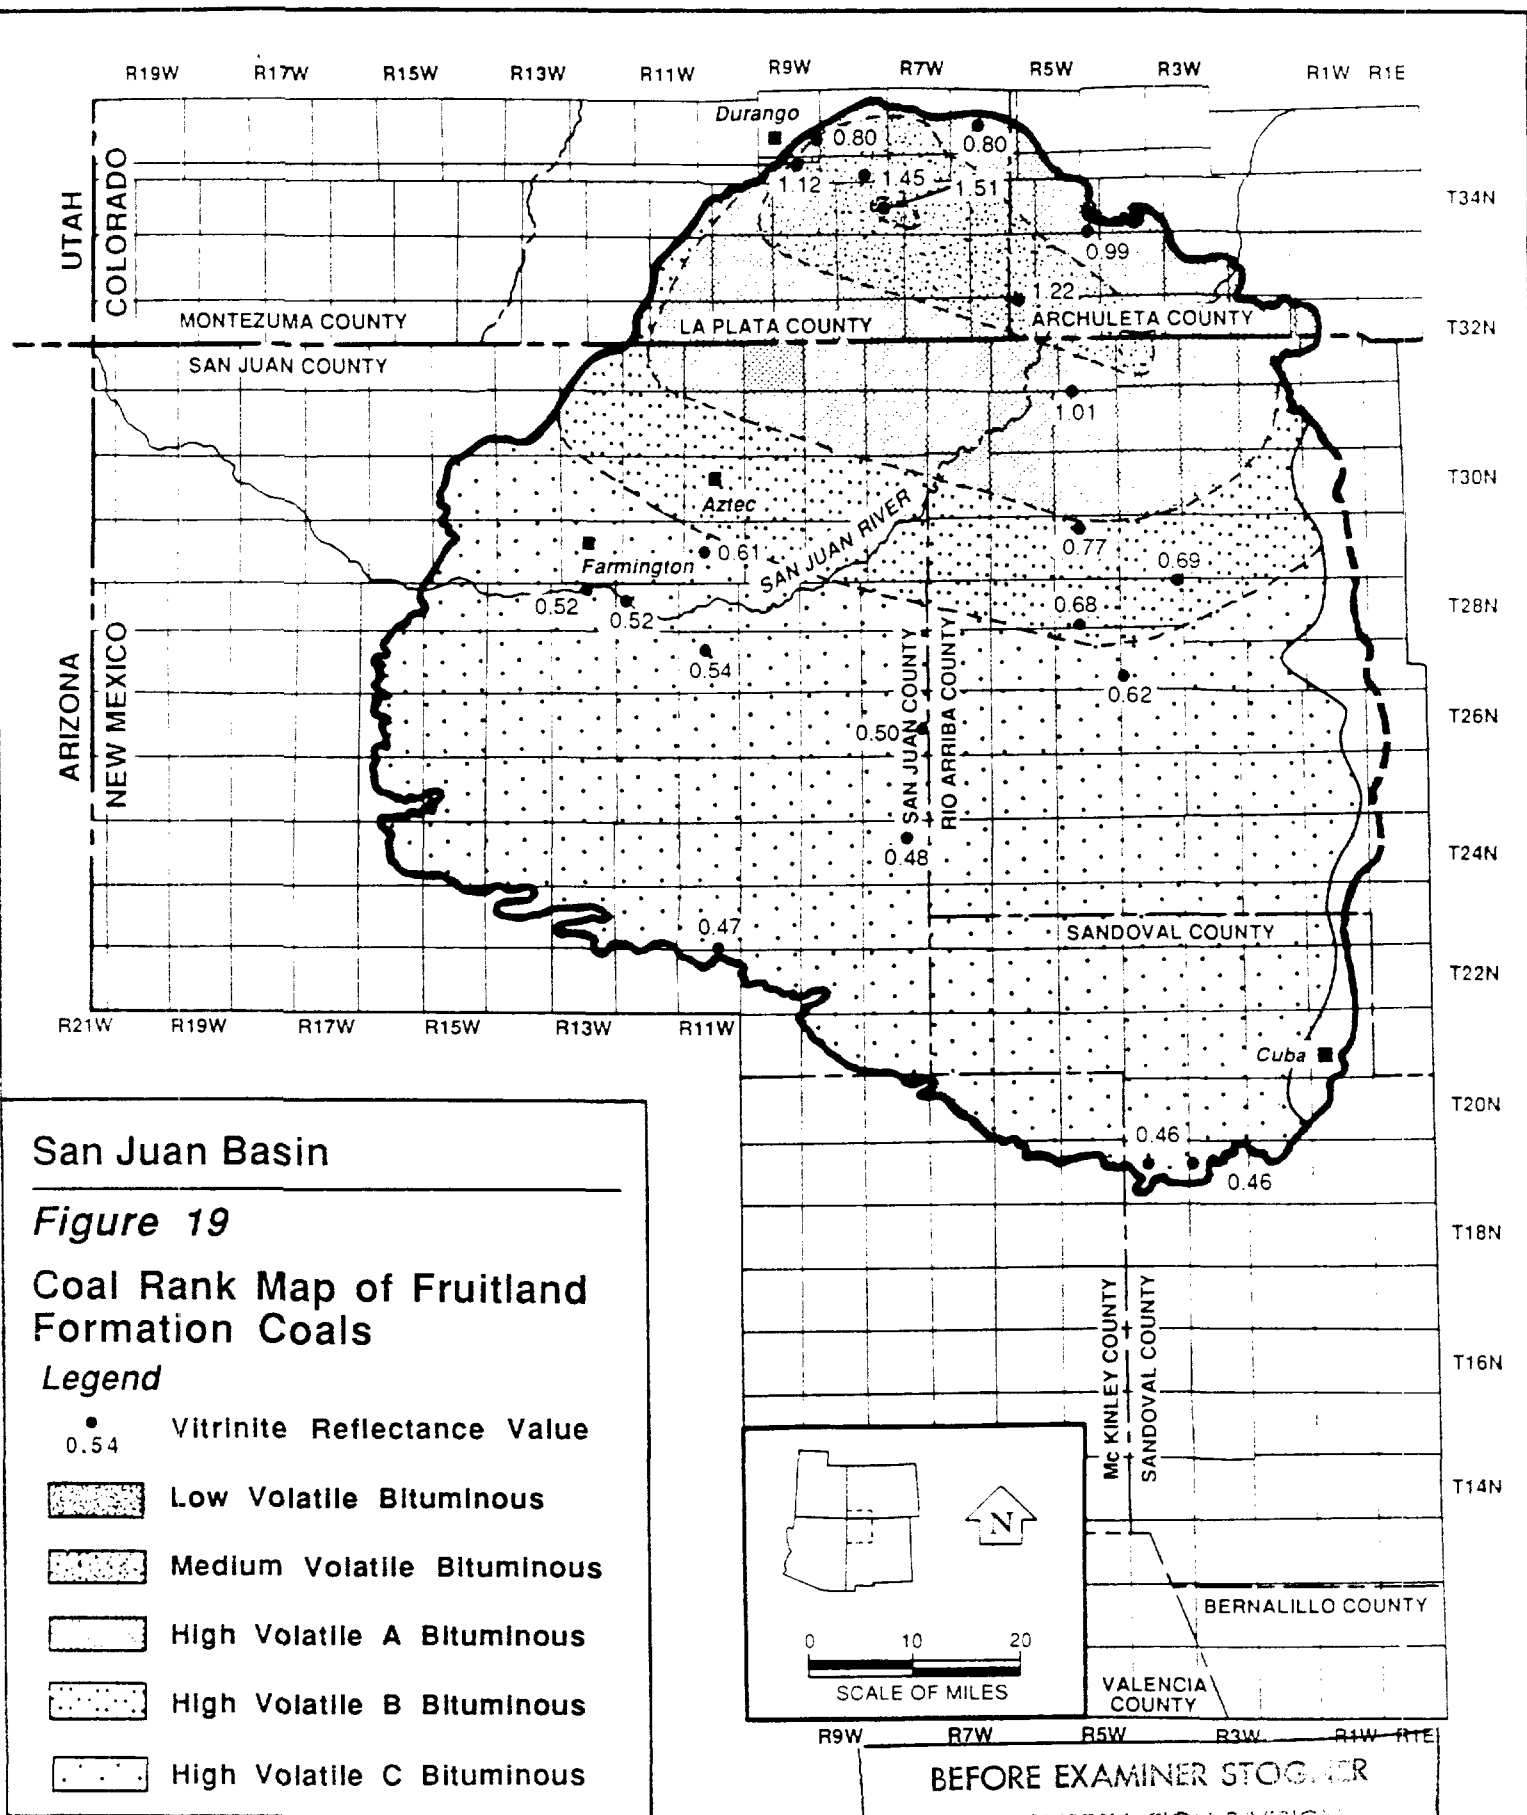 R19W R17W R15W R13W R11W R9W R7W R5W R3W R1W R1E
Durango
0.80
0.80
1.12
1.45
1.51
T34N
UTAH
COLORADO
0.99
1.22
MONTEZUMA COUNTY
LA PLATA COUNTY
ARCHULETA COUNTY
T32N
SAN JUAN COUNTY
1.01
Aztec
T30N
SAN JUAN RIVER
0.61
Farmington
0.77
0.69
0.52
0.52
0.68
T28N
0.54
0.62
ARIZONA
NEW MEXICO
SAN JUAN COUNTY
RIO ARRIBA COUNTY
0.50
T26N
0.48
T24N
0.47
SANDOVAL COUNTY
T22N
R21W R19W R17W R15W R13W R11W
Cuba
T20N
0.46
0.46
T18N
San Juan Basin
Figure 19
Coal Rank Map of Fruitland
Formation Coals
Legend
0.54 Vitrinite Reflectance Value
Low Volatile Bituminous
Medium Volatile Bituminous
High Volatile A Bituminous
High Volatile B Bituminous
High Volatile C Bituminous
Mc KINLEY COUNTY
SANDOVAL COUNTY
T16N
T14N
N
0 10 20
SCALE OF MILES
BERNALILLO COUNTY
VALENCIA
COUNTY
R9W R7W R5W R3W R1W R1E
BEFORE EXAMINER